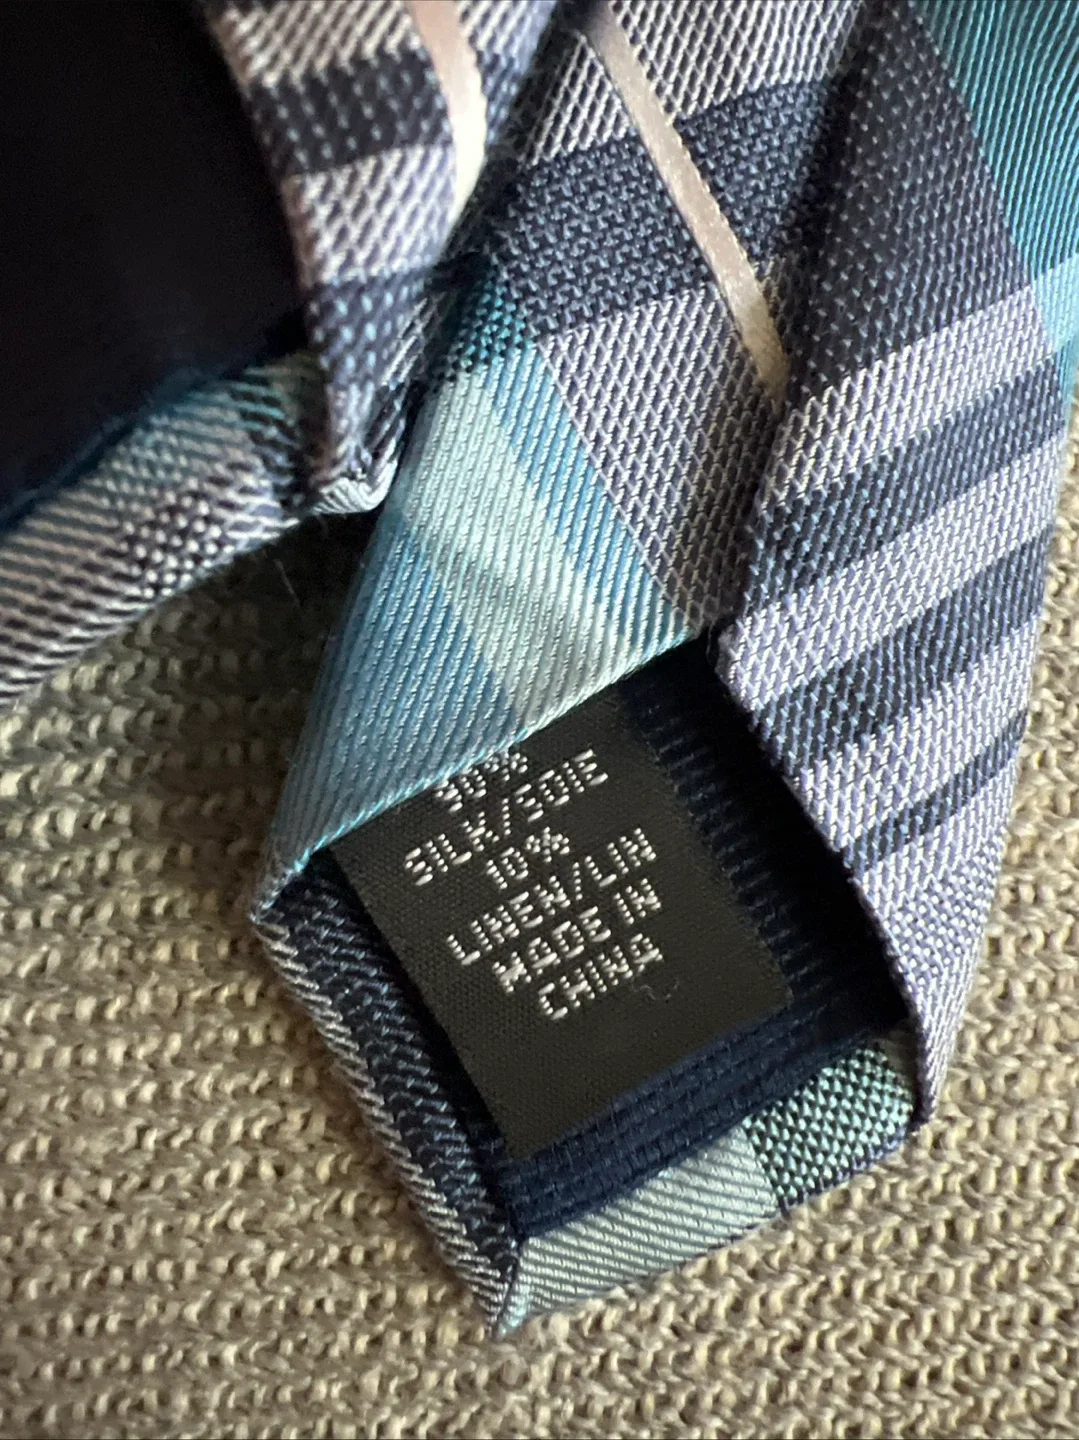 90%
SILK/SOIE
10%
LINEN/LIN
MADE IN
CHINA